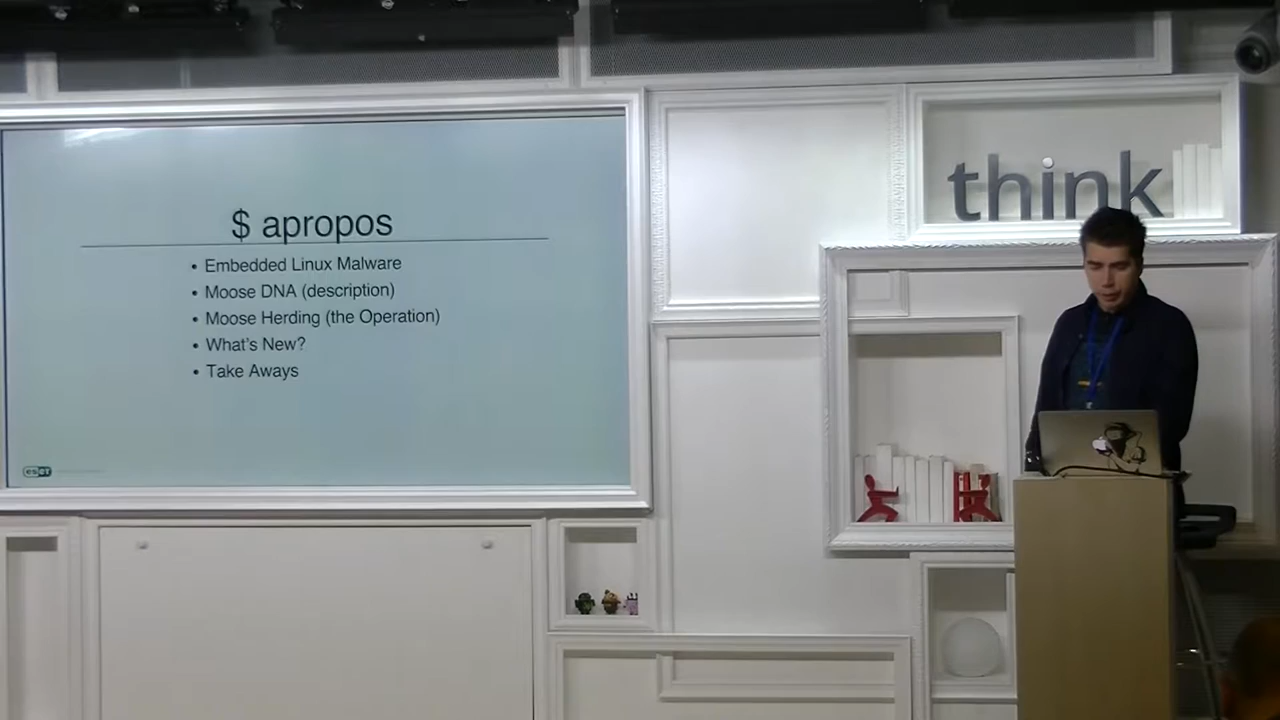 $ apropos
• Embedded Linux Malware
• Moose DNA (description)
• Moose Herding (the Operation)
• What's New?
• Take Aways
eset
think